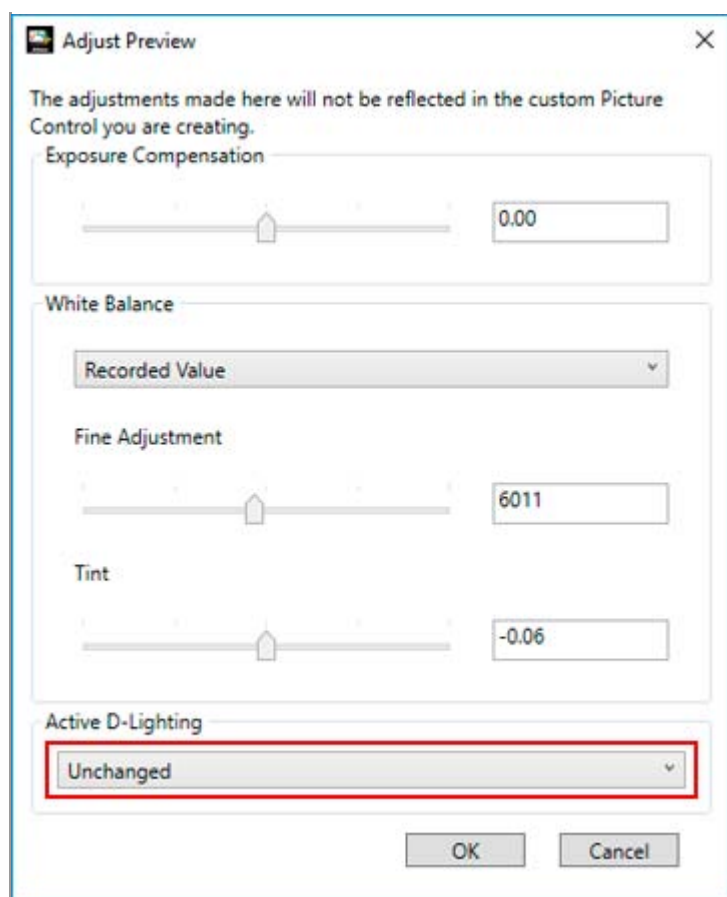 Adjust Preview
The adjustments made here will not be reflected in the custom Picture
Control you are creating.
Exposure Compensation
0.00
White Balance
Recorded Value
Fine Adjustment
6011
Tint
-0.06
Active D-Lighting
Unchanged
OK Cancel